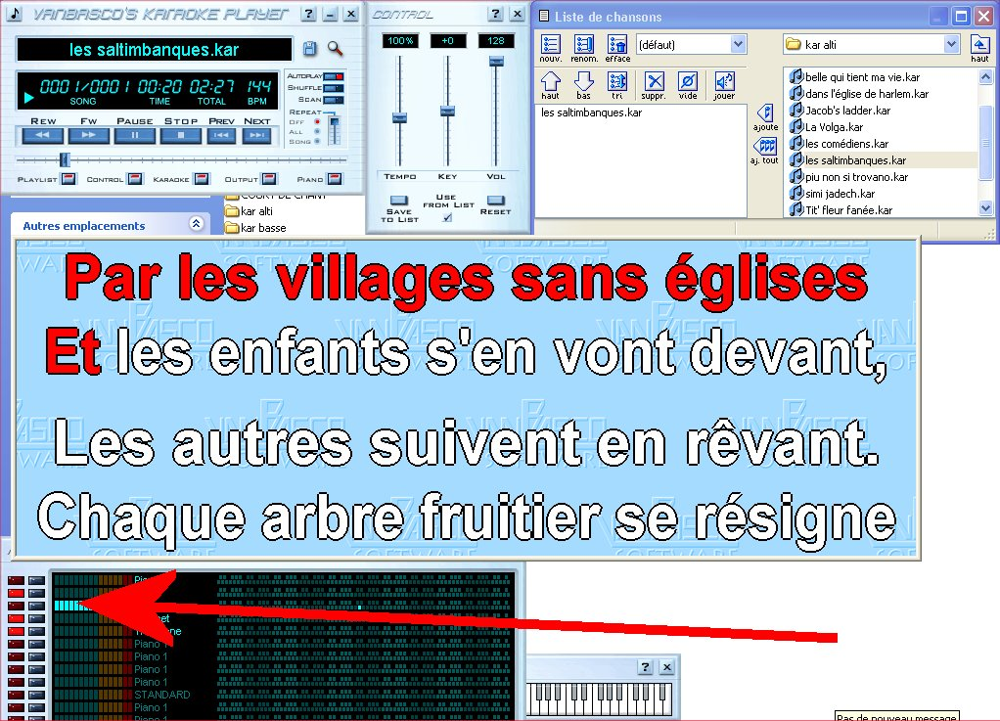 VANBASCO'S KARAOKE PLAYER
?
les saltimbanques.kar
0001/0001 00:20 02:27 144
SONG TIME TOTAL BPM
AUTOPLAY
SHUFFLE
SCAN
REPEAT
OFF
ALL
SONG
REW FW PAUSE STOP PREV NEXT
PLAYLIST CONTROL KARAOKE OUTPUT PIANO
CONTROL
?
100% +0 128
TEMPO KEY VOL
SAVE TO LIST
USE FROM LIST
RESET
Liste de chansons
nouv. renom. efface
(défaut)
haut bas tri suppr. vide jouer
les saltimbanques.kar
ajoute
aj. tout
kar alti
haut
belle qui tient ma vie.kar
dans l'église de harlem.kar
Jacob's ladder.kar
La Volga.kar
les comédiens.kar
les saltimbanques.kar
piu non si trovano.kar
simi jadech.kar
Tit' fleur fanée.kar
Autres emplacements
COURT DE CHANT
kar alti
kar basse
Par les villages sans églises
Et les enfants s'en vont devant,
Les autres suivent en rêvant.
Chaque arbre fruitier se résigne
Piano 1
Piano 1
Piano 1
Piano 1
STANDARD
Piano 1
?
Pas de nouveau message